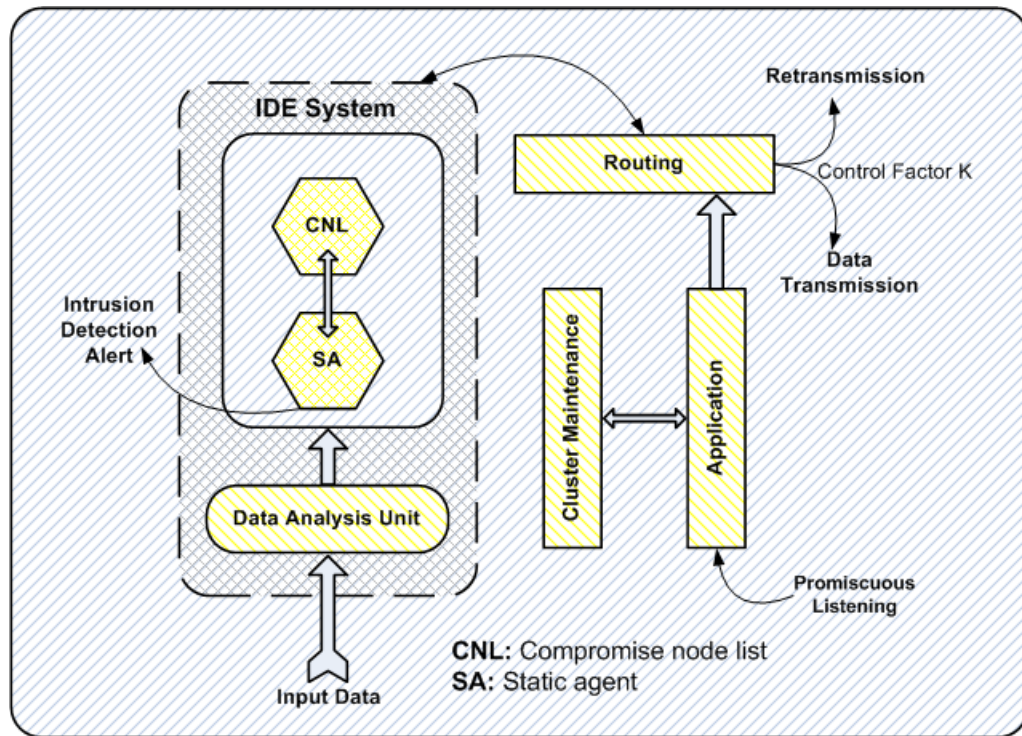 Retransmission
IDE System
Routing
Control Factor K
CNL
Data
Transmission
Intrusion
Detection
Alert
SA
Cluster Maintenance
Application
Data Analysis Unit
Promiscuous
Listening
CNL: Compromise node list
SA: Static agent
Input Data